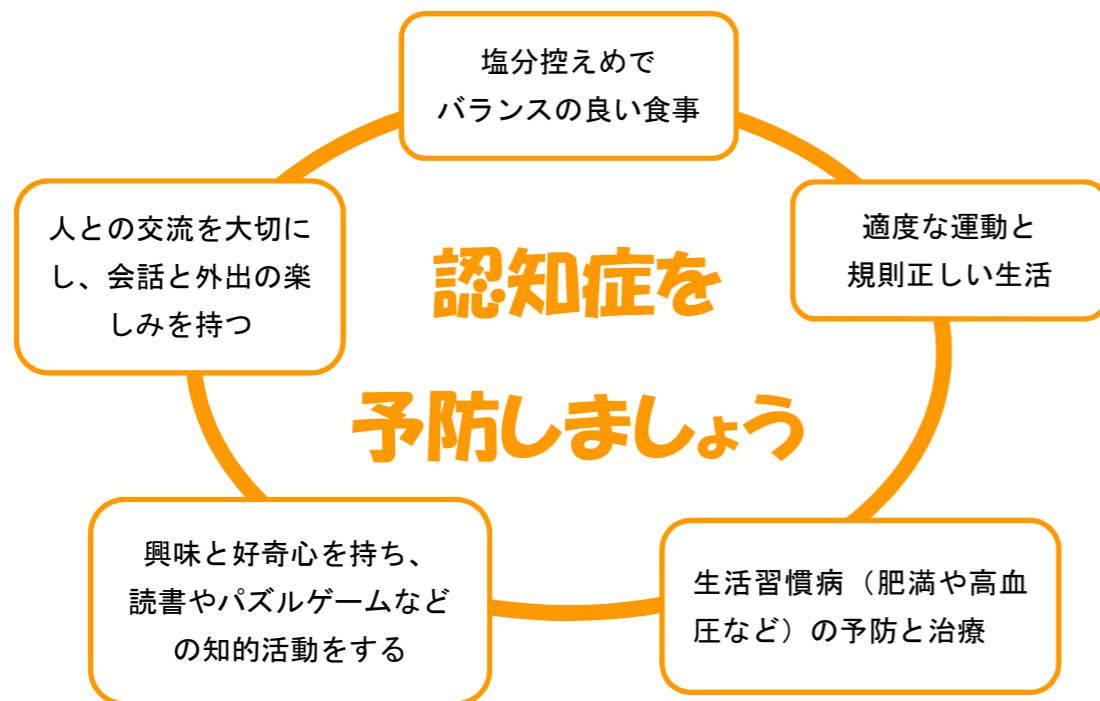 塩分控えめで
バランスの良い食事
適度な運動と
規則正しい生活
人との交流を大切に
し、会話と外出の楽
しみを持つ
認知症を
予防しましょう
興味と好奇心を持ち、
読書やパズルゲームなど
の知的活動をする
生活習慣病（肥満や高血
圧など）の予防と治療